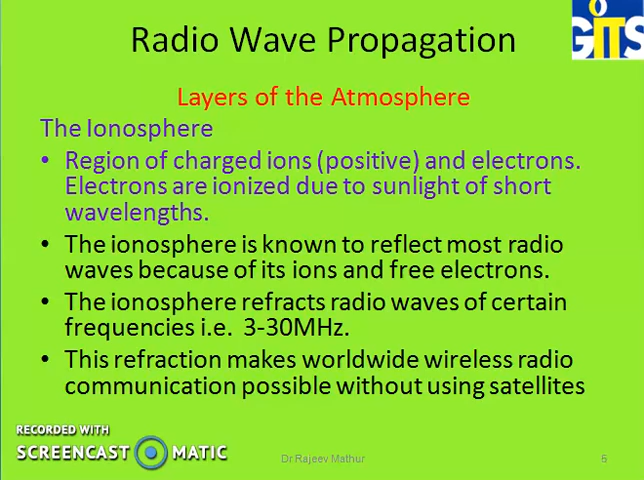 Radio Wave Propagation
GITS
Layers of the Atmosphere
The Ionosphere
• Region of charged ions (positive) and electrons.
Electrons are ionized due to sunlight of short
wavelengths.
• The ionosphere is known to reflect most radio
waves because of its ions and free electrons.
• The ionosphere refracts radio waves of certain
frequencies i.e. 3-30MHz.
• This refraction makes worldwide wireless radio
communication possible without using satellites
RECORDED WITH
SCREENCAST MATIC
Dr Rajeev Mathur
5